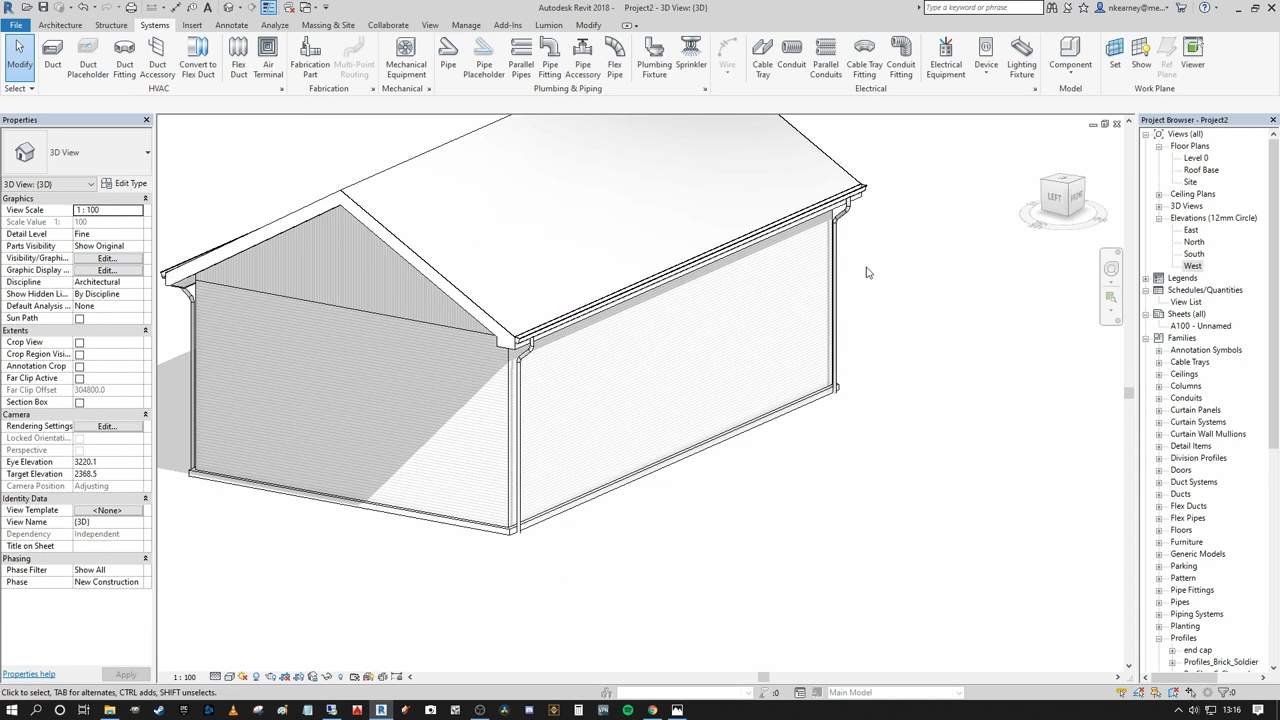 Autodesk Revit 2018 - Project2 - 3D View: {3D}
Type a keyword or phrase
nkearney@me...
File Architecture Structure Systems Insert Annotate Analyze Massing & Site Collaborate View Manage Add-Ins Lumion Modify
Modify
Duct
Duct Placeholder
Duct Fitting
Duct Accessory
Convert to Flex Duct
Flex Duct
Air Terminal
Fabrication Part
Multi-Point Routing
Mechanical Equipment
Pipe
Pipe Placeholder
Parallel Pipes
Pipe Fitting
Pipe Accessory
Flex Pipe
Plumbing Fixture
Sprinkler
Wire
Cable Tray
Conduit
Parallel Conduits
Cable Tray Fitting
Conduit Fitting
Electrical Equipment
Device
Lighting Fixture
Component
Set
Show
Ref Plane
Viewer
Select HVAC Fabrication Mechanical Plumbing & Piping Electrical Model Work Plane
Properties
3D View
3D View: {3D} Edit Type
Graphics
View Scale 1 : 100
Scale Value 1: 100
Detail Level Fine
Parts Visibility Show Original
Visibility/Graphi... Edit...
Graphic Display ... Edit...
Discipline Architectural
Show Hidden Li... By Discipline
Default Analysis ... None
Sun Path
Extents
Crop View
Crop Region Visi...
Annotation Crop
Far Clip Active
Far Clip Offset 304800.0
Section Box
Camera
Rendering Settings Edit...
Locked Orientati...
Perspective
Eye Elevation 3220.1
Target Elevation 2368.5
Camera Position Adjusting
Identity Data
View Template <None>
View Name {3D}
Dependency Independent
Title on Sheet
Phasing
Phase Filter Show All
Phase New Construction
Properties help Apply
LEFT FRONT
Project Browser - Project2
Views (all)
Floor Plans
Level 0
Roof Base
Site
Ceiling Plans
3D Views
Elevations (12mm Circle)
East
North
South
West
Legends
Schedules/Quantities
View List
Sheets (all)
A100 - Unnamed
Families
Annotation Symbols
Cable Trays
Ceilings
Columns
Conduits
Curtain Panels
Curtain Systems
Curtain Wall Mullions
Detail Items
Division Profiles
Doors
Duct Systems
Ducts
Flex Ducts
Flex Pipes
Floors
Furniture
Generic Models
Parking
Pattern
Pipe Fittings
Pipes
Piping Systems
Planting
Profiles
end cap
Profiles_Brick_Soldier
1 : 100
Click to select, TAB for alternates, CTRL adds, SHIFT unselects.
:0
Main Model
:0
13:16